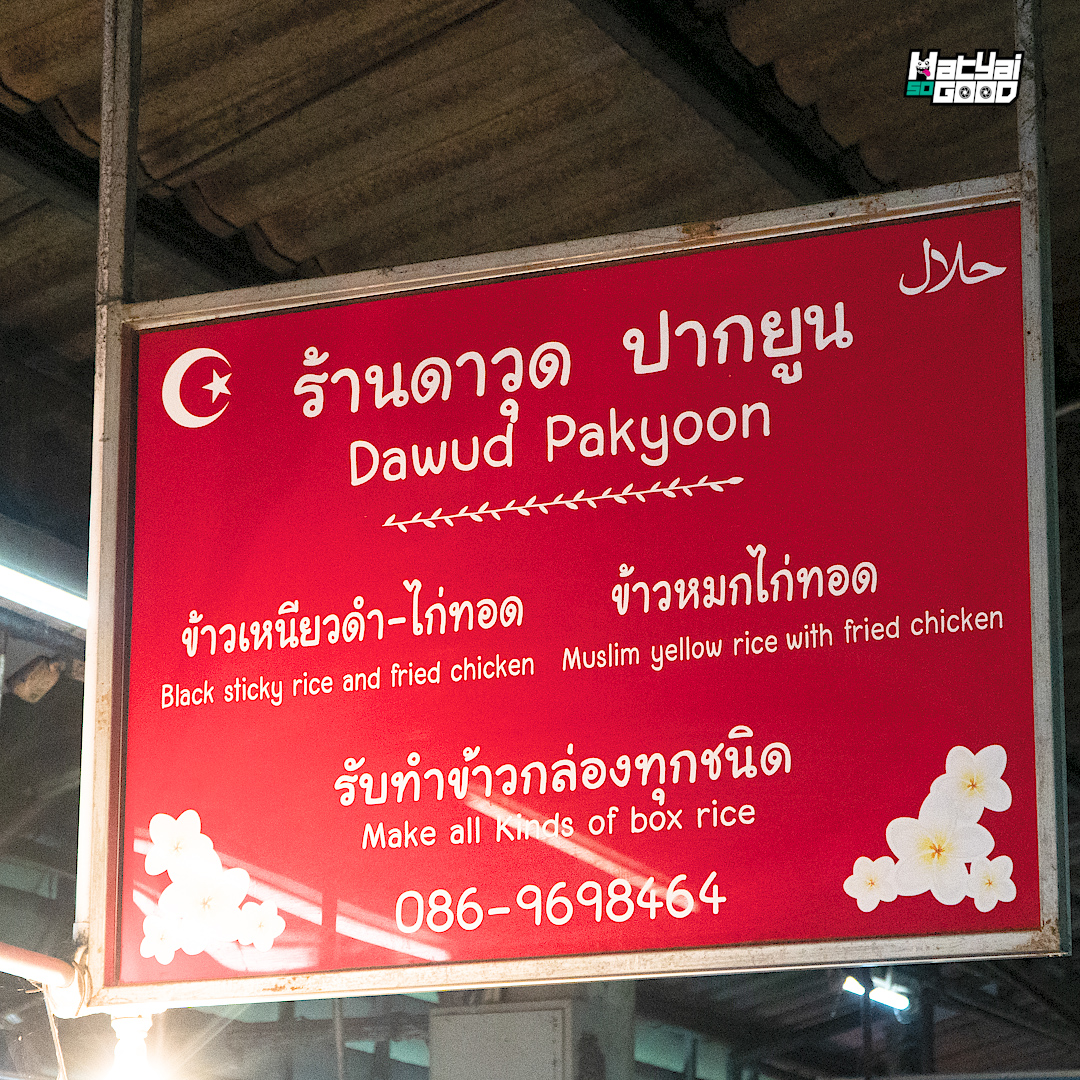 HatYai
SO GOOD
حلال
ร้านดาวุด ปากยูน
Dawud Pakyoon
ข้าวเหนียวดำ-ไก่ทอด
Black sticky rice and fried chicken
ข้าวหมกไก่ทอด
Muslim yellow rice with fried chicken
รับทำข้าวกล่องทุกชนิด
Make all Kinds of box rice
086-9698464